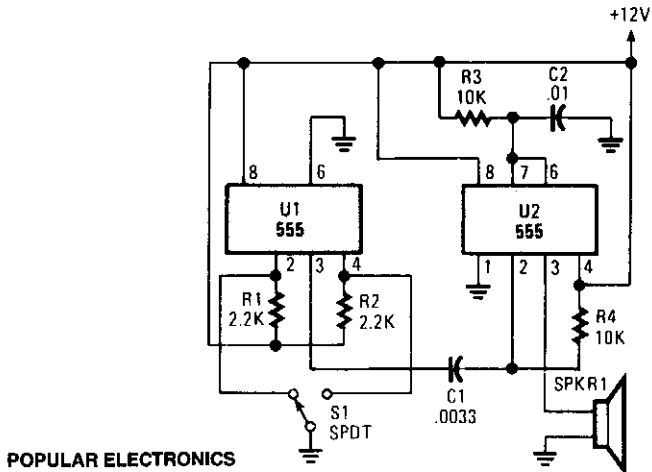 +12V
R3
10K
C2
.01
8
6
8
7
6
U1
555
U2
555
2
3
4
1
2
3
4
R1
2.2K
R2
2.2K
R4
10K
C1
.0033
SPKR1
S1
SPDT
POPULAR ELECTRONICS